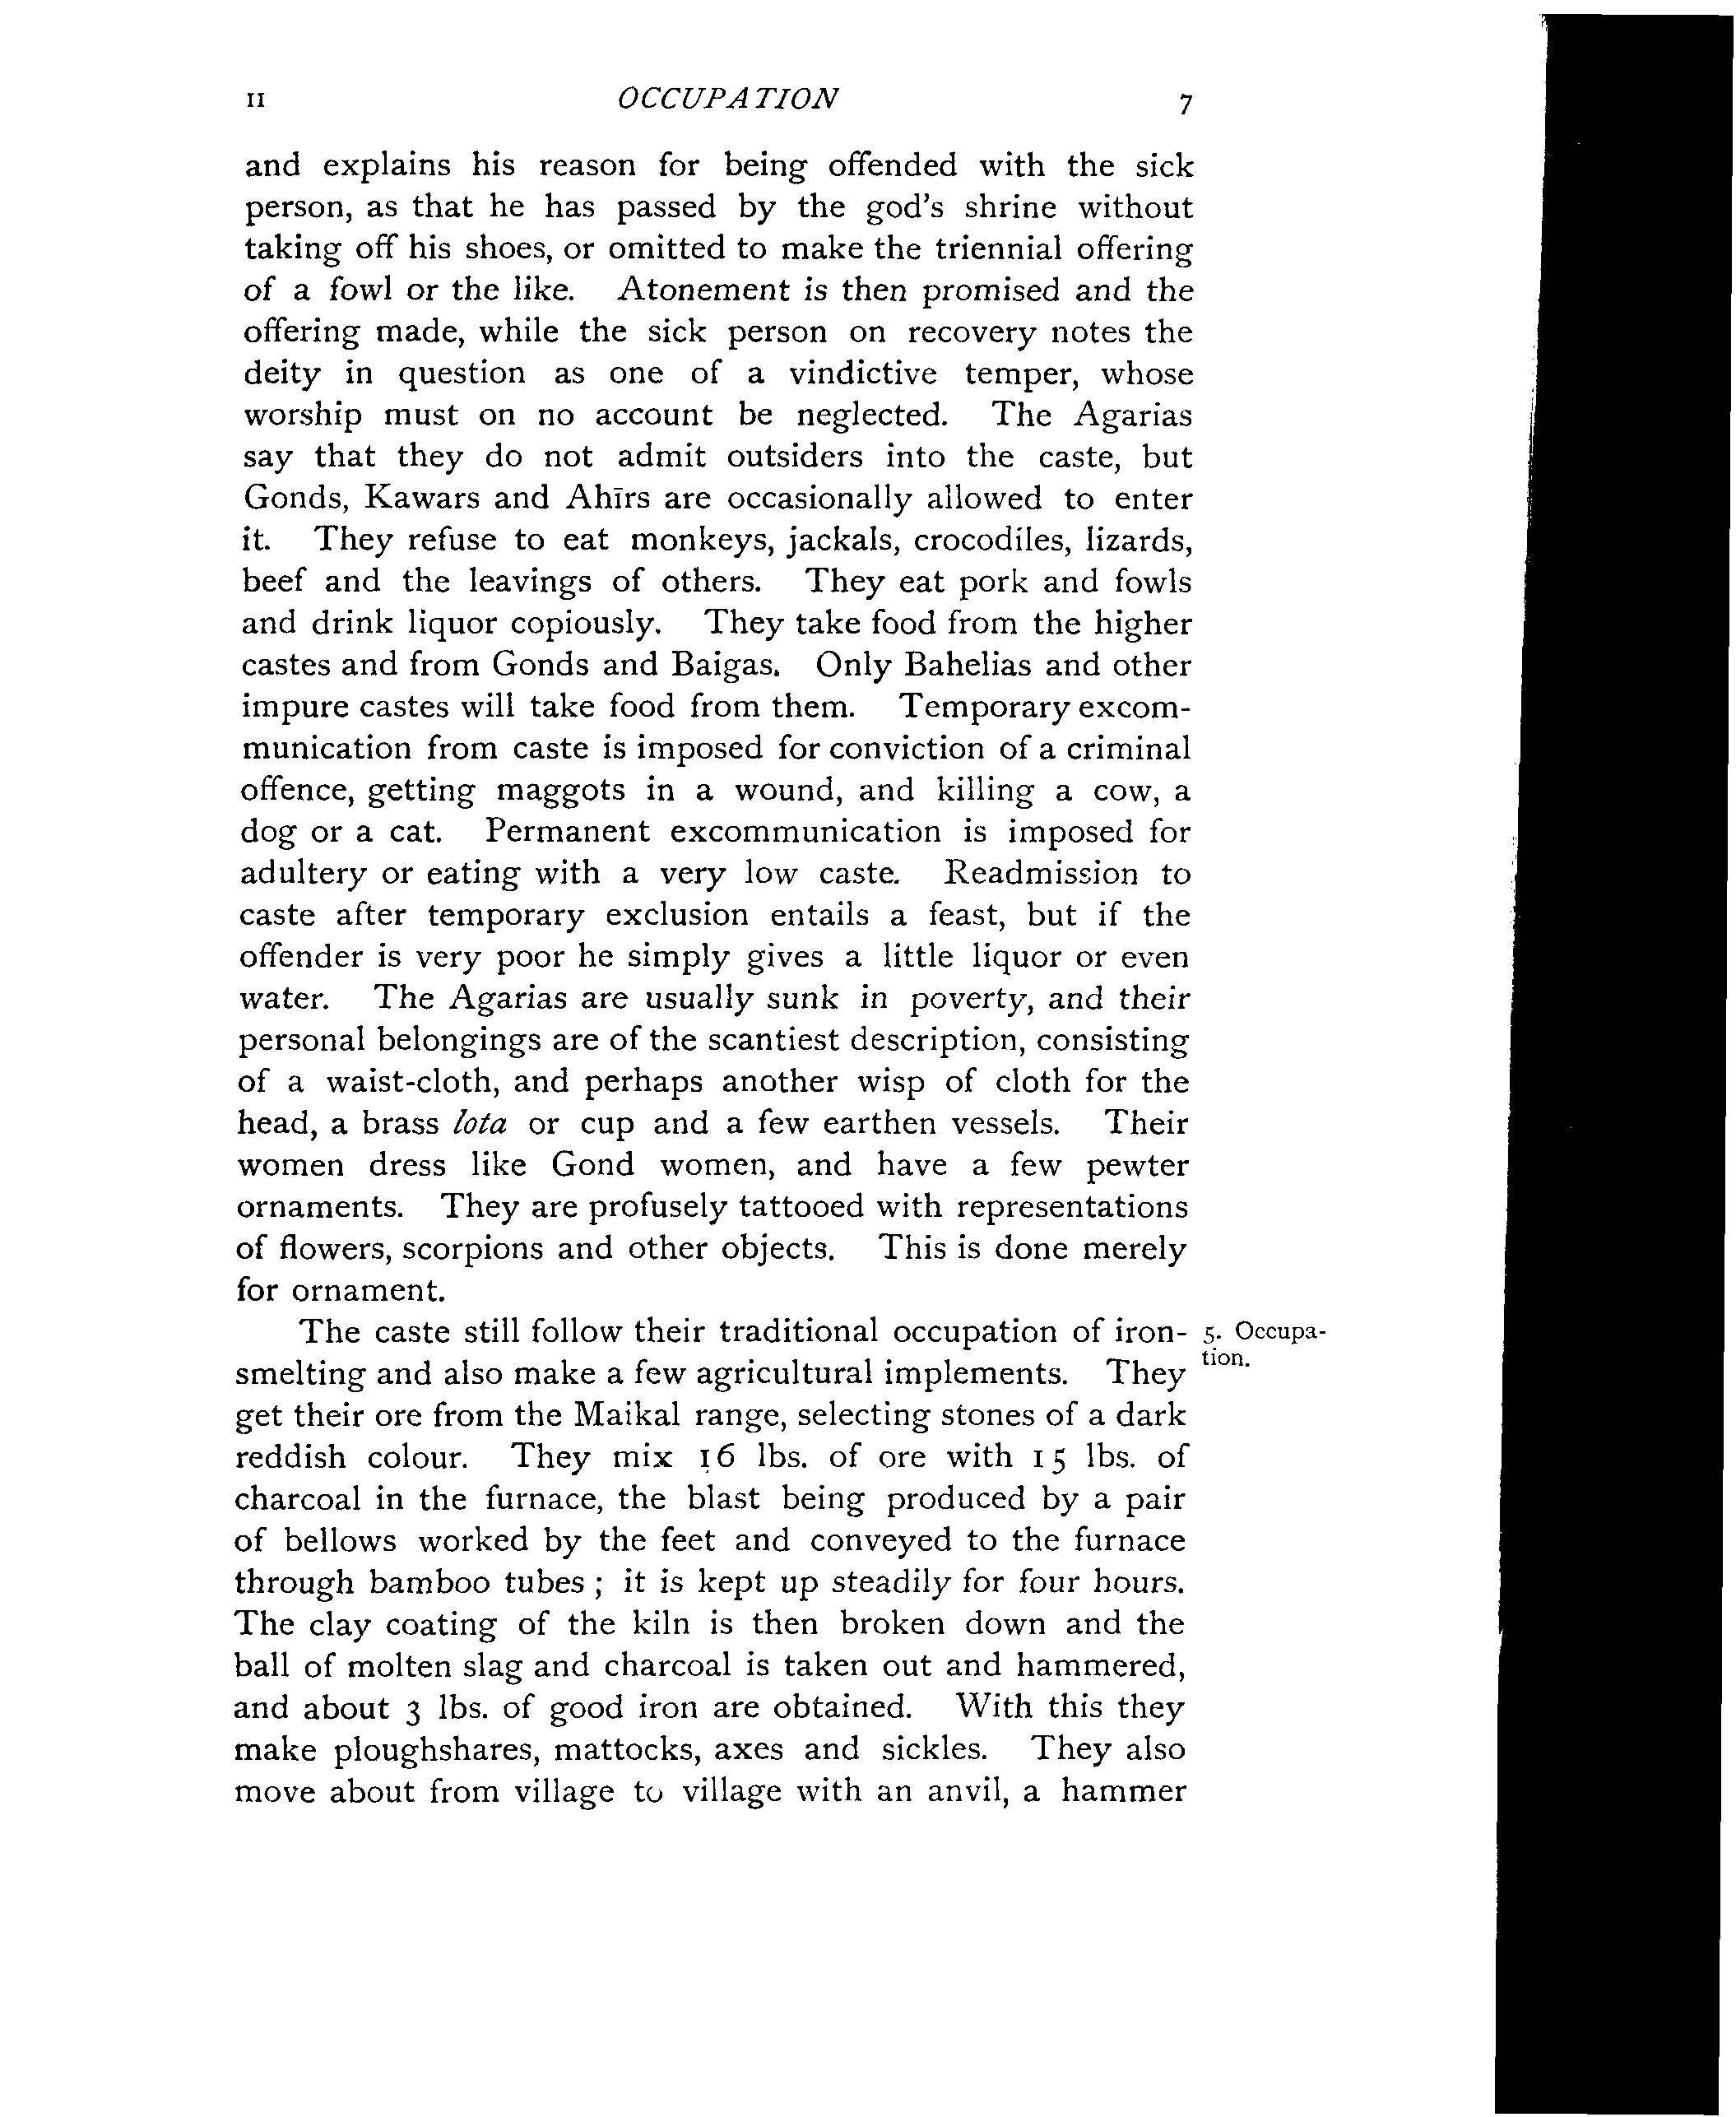 II OCCUPATION 7
and explains his reason for being offended with the sick
person, as that he has passed by the god's shrine without
taking off his shoes, or omitted to make the triennial offering
of a fowl or the like. Atonement is then promised and the
offering made, while the sick person on recovery notes the
deity in question as one of a vindictive temper, whose
worship must on no account be neglected. The Agarias
say that they do not admit outsiders into the caste, but
Gonds, Kawars and Ahīrs are occasionally allowed to enter
it. They refuse to eat monkeys, jackals, crocodiles, lizards,
beef and the leavings of others. They eat pork and fowls
and drink liquor copiously. They take food from the higher
castes and from Gonds and Baigas. Only Bahelias and other
impure castes will take food from them. Temporary excom-
munication from caste is imposed for conviction of a criminal
offence, getting maggots in a wound, and killing a cow, a
dog or a cat. Permanent excommunication is imposed for
adultery or eating with a very low caste. Readmission to
caste after temporary exclusion entails a feast, but if the
offender is very poor he simply gives a little liquor or even
water. The Agarias are usually sunk in poverty, and their
personal belongings are of the scantiest description, consisting
of a waist-cloth, and perhaps another wisp of cloth for the
head, a brass lota or cup and a few earthen vessels. Their
women dress like Gond women, and have a few pewter
ornaments. They are profusely tattooed with representations
of flowers, scorpions and other objects. This is done merely
for ornament.
The caste still follow their traditional occupation of iron-
smelting and also make a few agricultural implements. They
get their ore from the Maikal range, selecting stones of a dark
reddish colour. They mix 16 lbs. of ore with 15 lbs. of
charcoal in the furnace, the blast being produced by a pair
of bellows worked by the feet and conveyed to the furnace
through bamboo tubes ; it is kept up steadily for four hours.
The clay coating of the kiln is then broken down and the
ball of molten slag and charcoal is taken out and hammered,
and about 3 lbs. of good iron are obtained. With this they
make ploughshares, mattocks, axes and sickles. They also
move about from village to village with an anvil, a hammer
5. Occupa-
tion.